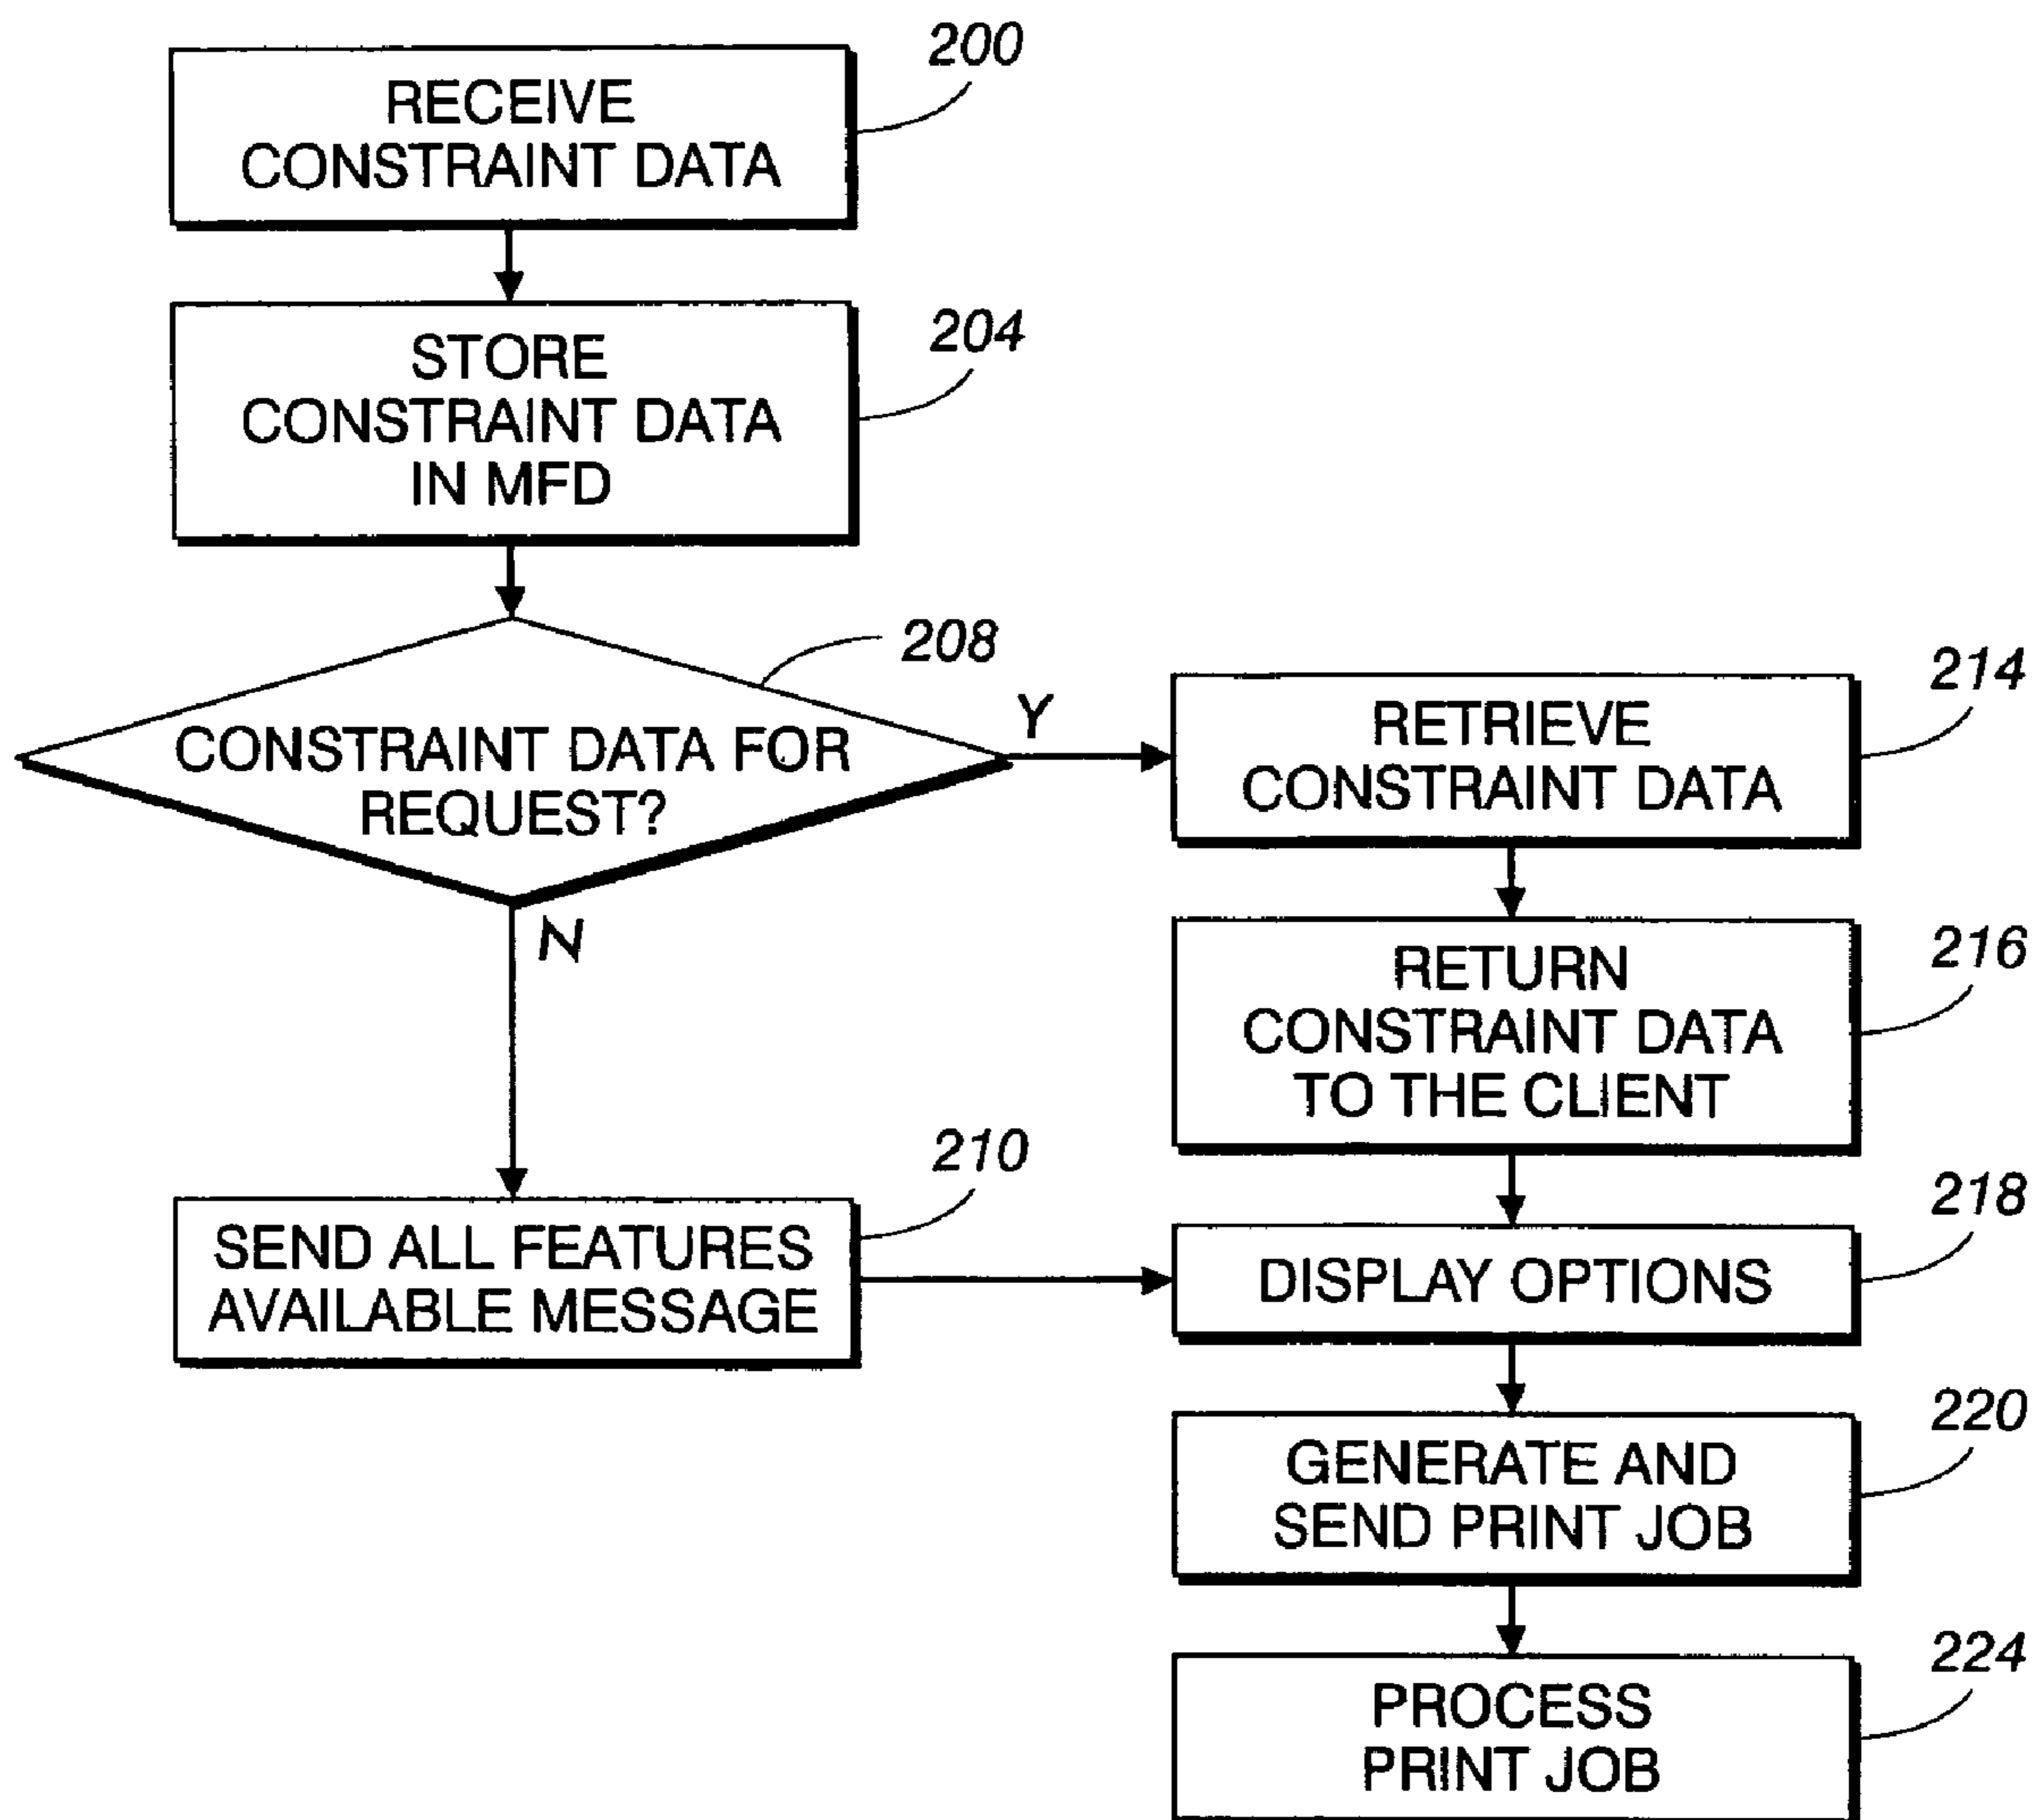 200
RECEIVE
CONSTRAINT DATA
204
STORE
CONSTRAINT DATA
IN MFD
208
CONSTRAINT DATA FOR
REQUEST?
Y
N
210
SEND ALL FEATURES
AVAILABLE MESSAGE
214
RETRIEVE
CONSTRAINT DATA
216
RETURN
CONSTRAINT DATA
TO THE CLIENT
218
DISPLAY OPTIONS
220
GENERATE AND
SEND PRINT JOB
224
PROCESS
PRINT JOB